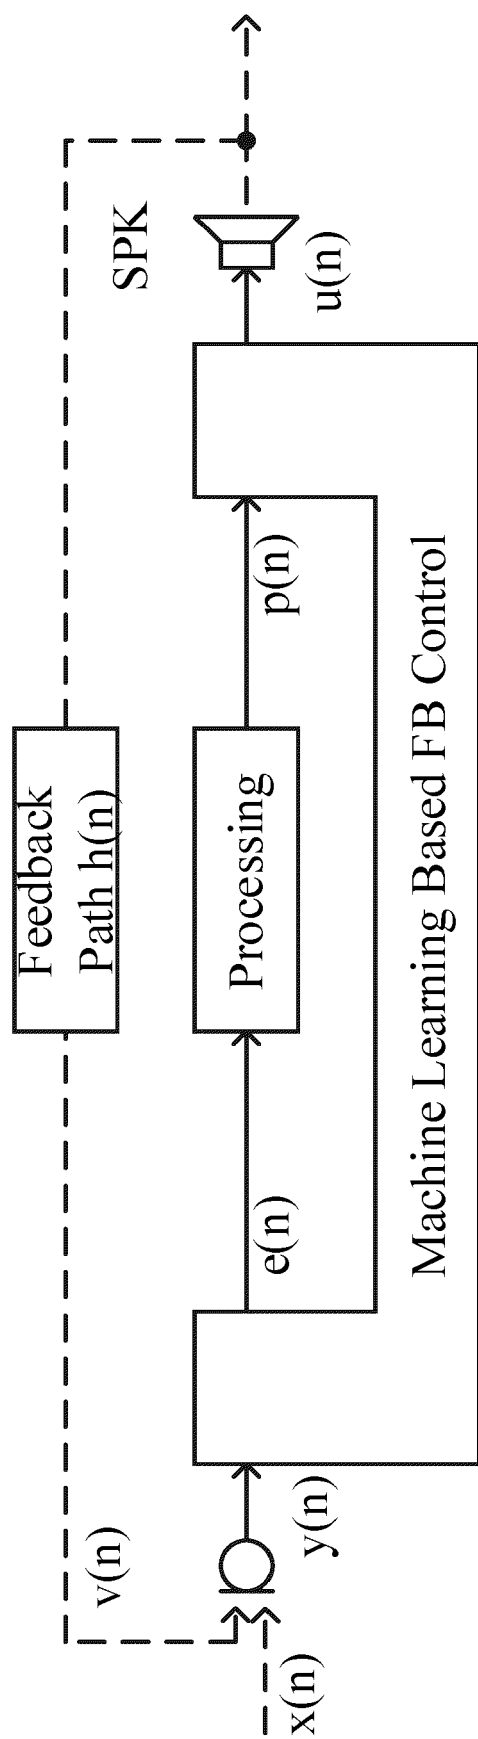 Feedback
Path h(n)
SPK
v(n)
x(n)
y(n)
e(n)
Processing
p(n)
u(n)
Machine Learning Based FB Control